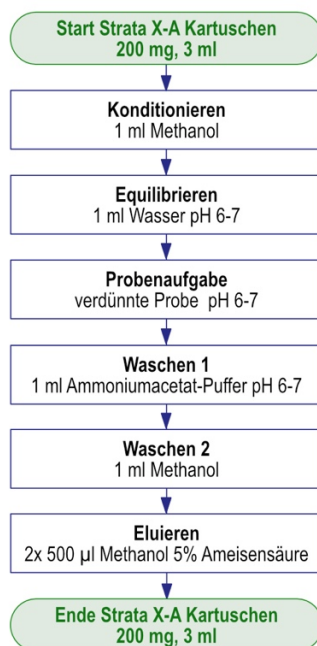 Start Strata X-A Kartuschen
200 mg, 3 ml
Konditionieren
1 ml Methanol
Equilibrieren
1 ml Wasser pH 6-7
Probenaufgabe
verdünnte Probe pH 6-7
Waschen 1
1 ml Ammoniumacetat-Puffer pH 6-7
Waschen 2
1 ml Methanol
Eluieren
2x 500 µl Methanol 5% Ameisensäure
Ende Strata X-A Kartuschen
200 mg, 3 ml